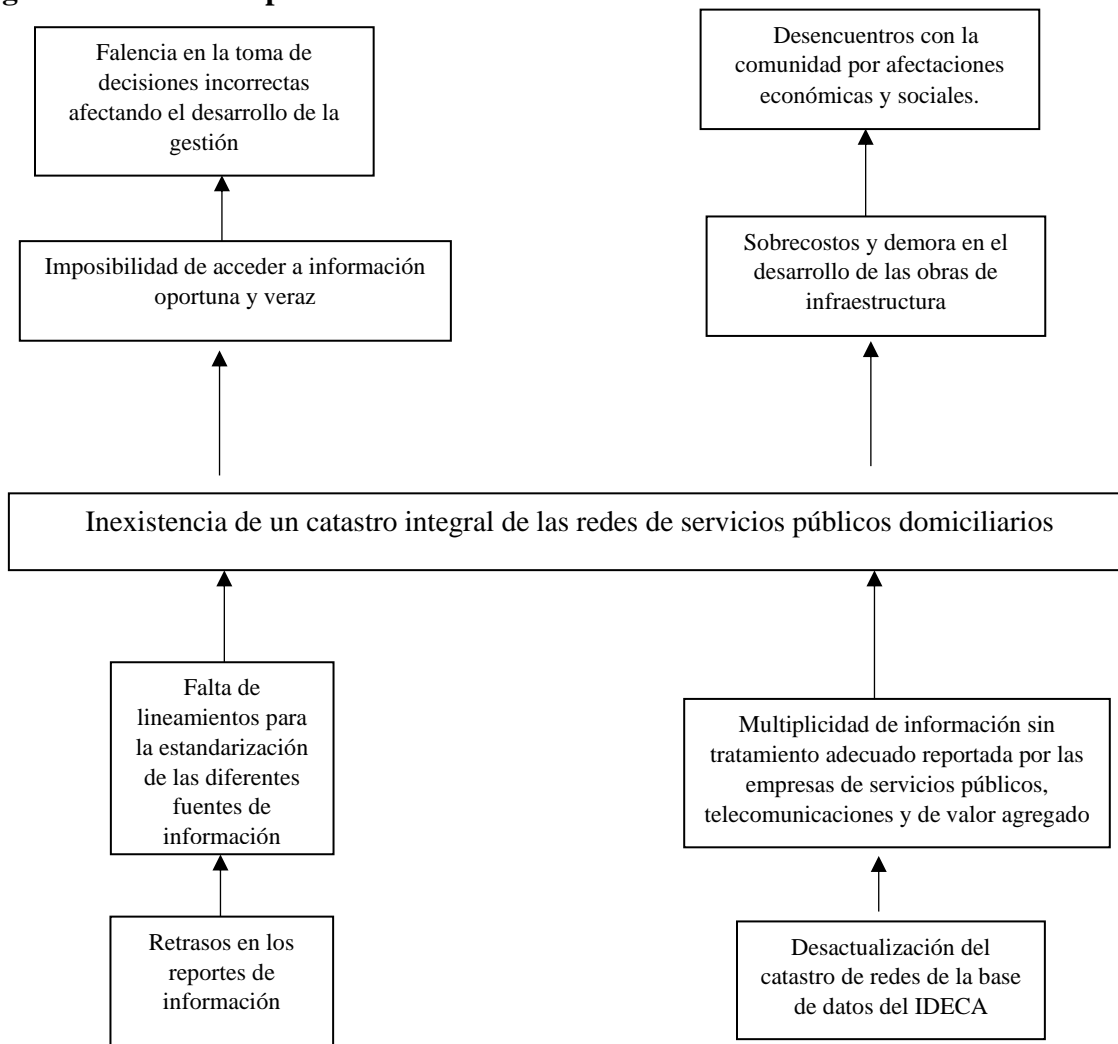 Falencia en la toma de
decisiones incorrectas
afectando el desarrollo de la
gestión
Desencuentros con la
comunidad por afectaciones
económicas y sociales.
Imposibilidad de acceder a información
oportuna y veraz
Sobrecostos y demora en el
desarrollo de las obras de
infraestructura
Inexistencia de un catastro integral de las redes de servicios públicos domiciliarios
Falta de
lineamientos para
la estandarización
de las diferentes
fuentes de
información
Multiplicidad de información sin
tratamiento adecuado reportada por las
empresas de servicios públicos,
telecomunicaciones y de valor agregado
Retrasos en los
reportes de
información
Desactualización del
catastro de redes de la base
de datos del IDECA